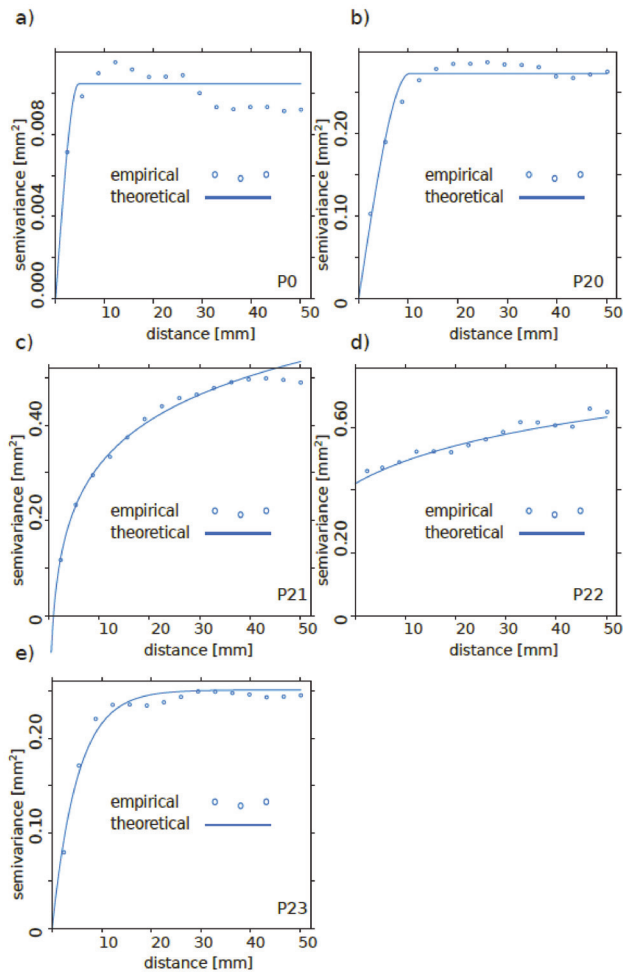 a)
semivariance [mm²]
0.000 0.004 0.008
empirical
theoretical
P0
0 10 20 30 40 50
distance [mm]
b)
semivariance [mm²]
0 0.10 0.20
empirical
theoretical
P20
0 10 20 30 40 50
distance [mm]
c)
semivariance [mm²]
0 0.20 0.40
empirical
theoretical
P21
10 20 30 40 50
distance [mm]
d)
semivariance [mm²]
0 0.20 0.60
empirical
theoretical
P22
0 10 20 30 40 50
distance [mm]
e)
semivariance [mm²]
0 0.10 0.20
empirical
theoretical
P23
0 10 20 30 40 50
distance [mm]